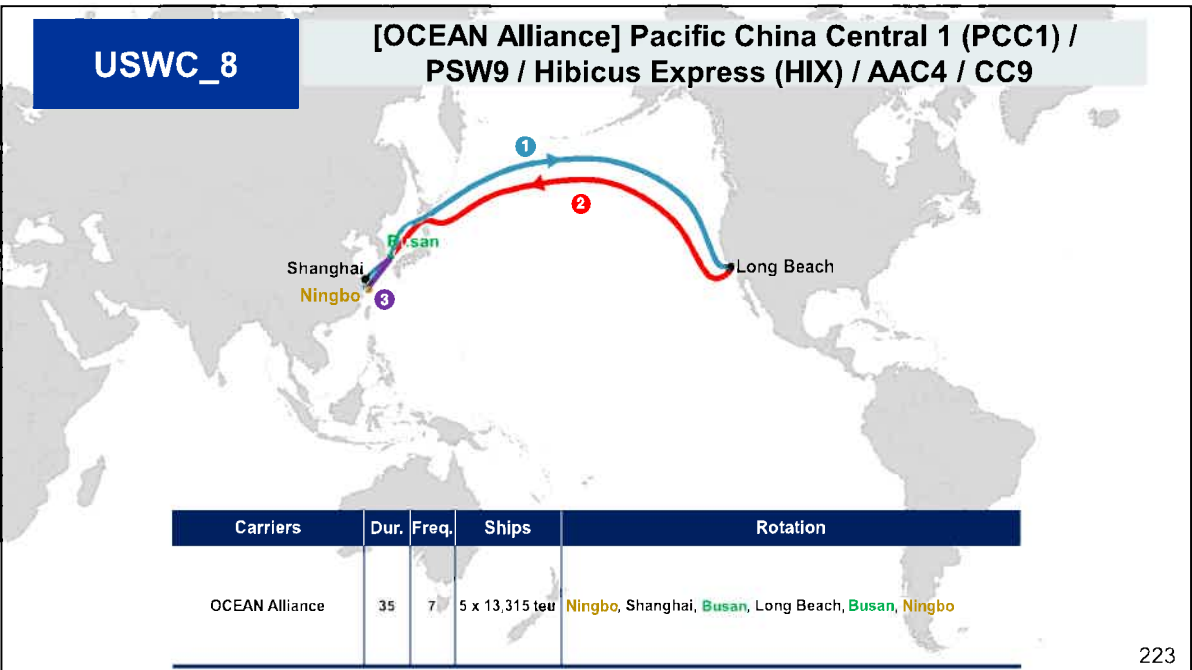 USWC_8
[OCEAN Alliance] Pacific China Central 1 (PCC1) /
PSW9 / Hibicus Express (HIX) / AAC4 / CC9
1
2
Busan
Shanghai
Long Beach
Ningbo
3
Carriers Dur. Freq. Ships Rotation
OCEAN Alliance 35 7 5 x 13,315 teu Ningbo, Shanghai, Busan, Long Beach, Busan, Ningbo
223